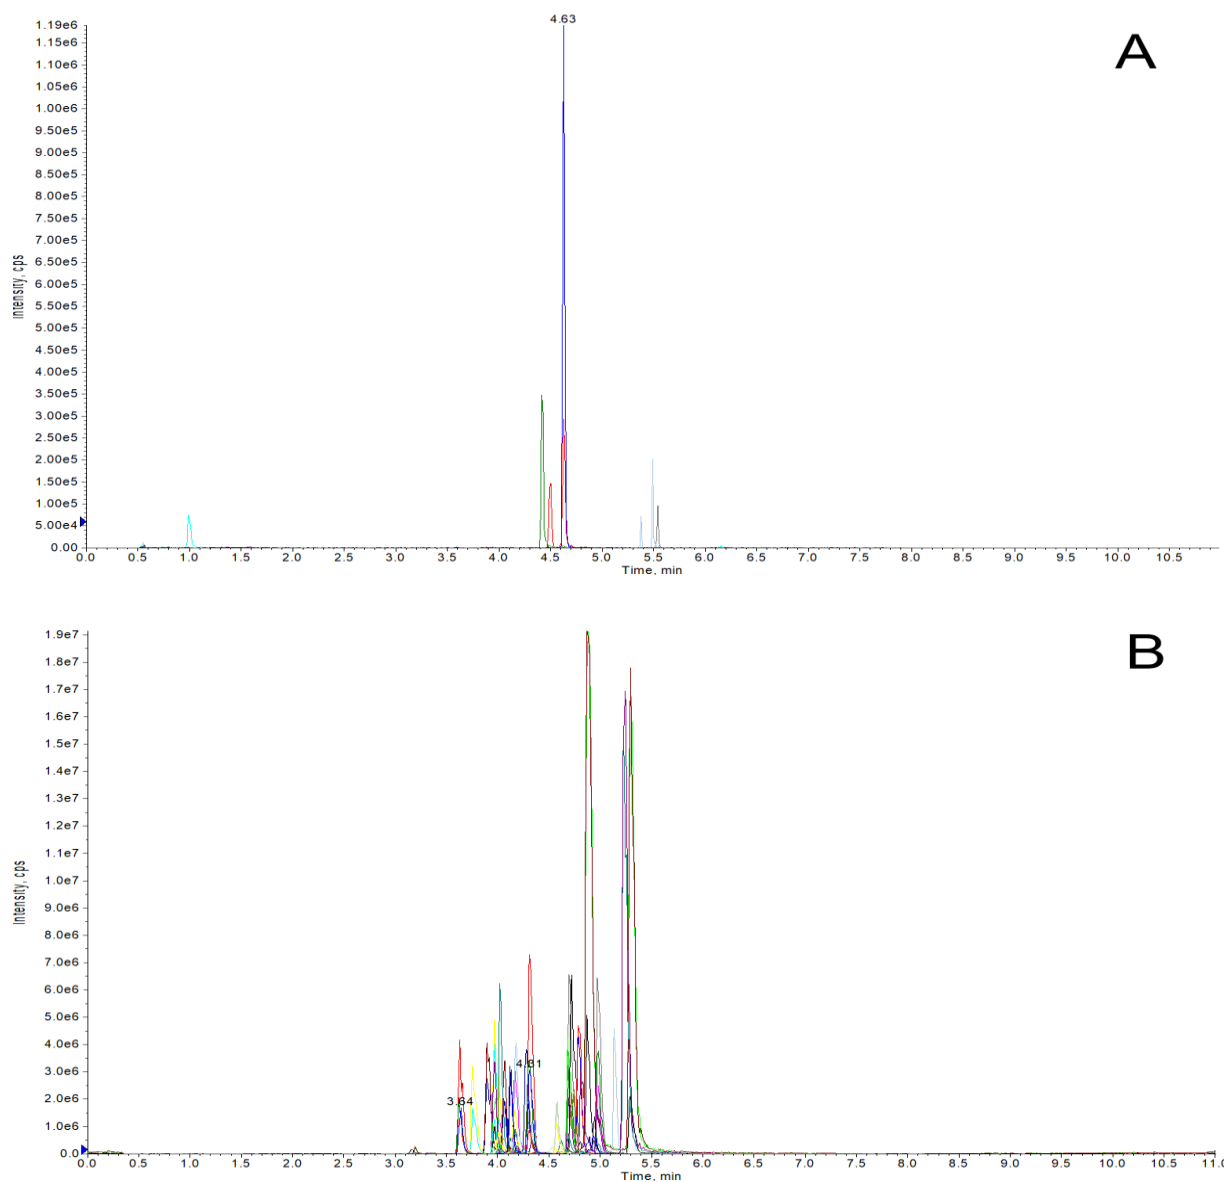 4.63
A
1.19e6
1.15e6
1.10e6
1.05e6
1.00e6
9.50e5
9.00e5
8.50e5
8.00e5
7.50e5
7.00e5
6.50e5
6.00e5
5.50e5
5.00e5
4.50e5
4.00e5
3.50e5
3.00e5
2.50e5
2.00e5
1.50e5
1.00e5
5.00e4
0.00
Intensity, cps
0.0 0.5 1.0 1.5 2.0 2.5 3.0 3.5 4.0 4.5 5.0 5.5 6.0 6.5 7.0 7.5 8.0 8.5 9.0 9.5 10.0 10.5
Time, min
B
1.9e7
1.8e7
1.7e7
1.6e7
1.5e7
1.4e7
1.3e7
1.2e7
1.1e7
1.0e7
9.0e6
8.0e6
7.0e6
6.0e6
5.0e6
4.0e6
3.0e6
2.0e6
1.0e6
0.0
Intensity, cps
4.31
3.64
0.0 0.5 1.0 1.5 2.0 2.5 3.0 3.5 4.0 4.5 5.0 5.5 6.0 6.5 7.0 7.5 8.0 8.5 9.0 9.5 10.0 10.5 11.0
Time, min